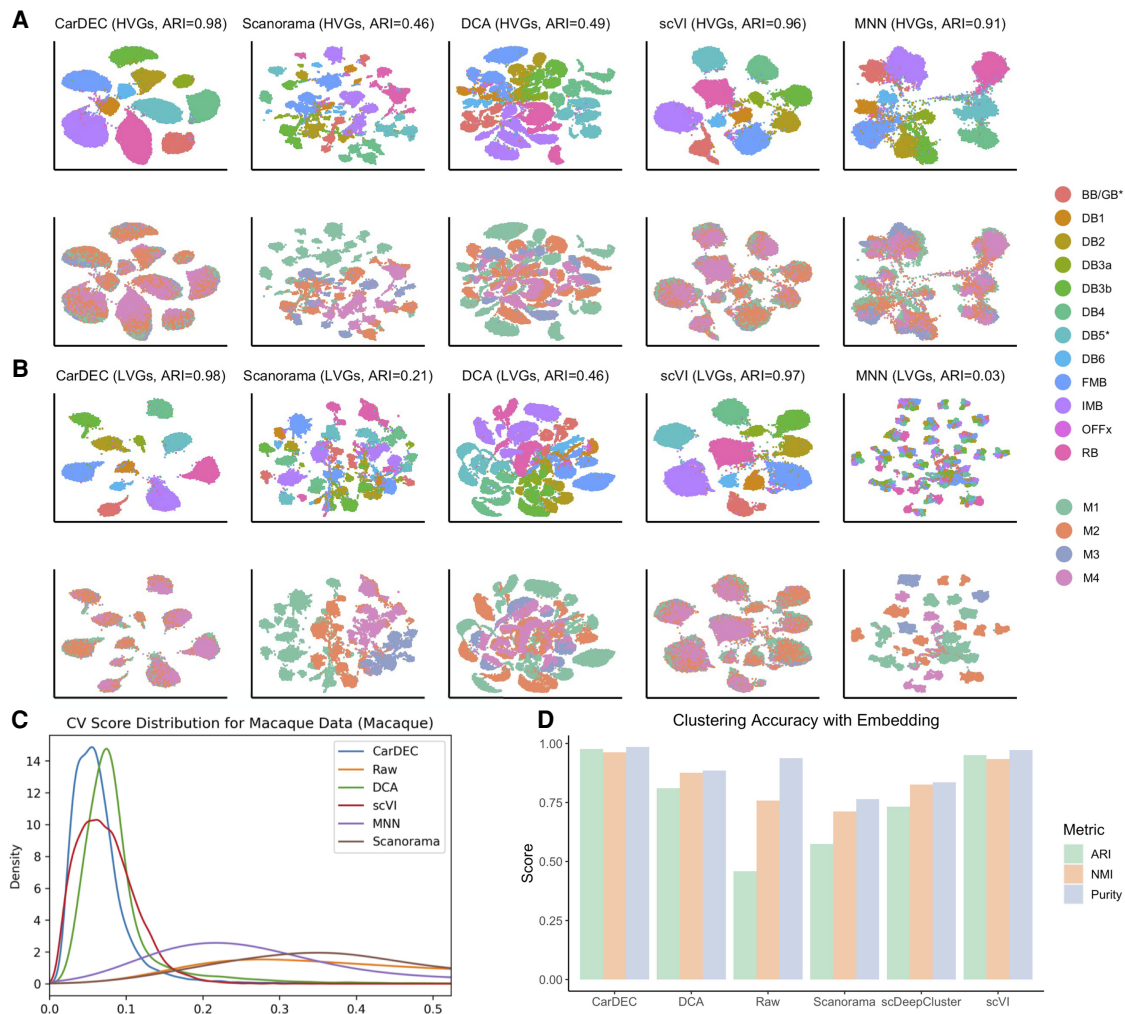 A
CarDEC (HVGs, ARI=0.98)
Scanorama (HVGs, ARI=0.46)
DCA (HVGs, ARI=0.49)
scVI (HVGs, ARI=0.96)
MNN (HVGs, ARI=0.91)
B
CarDEC (LVGs, ARI=0.98)
Scanorama (LVGs, ARI=0.21)
DCA (LVGs, ARI=0.46)
scVI (LVGs, ARI=0.97)
MNN (LVGs, ARI=0.03)
BB/GB*
DB1
DB2
DB3a
DB3b
DB4
DB5*
DB6
FMB
IMB
OFFx
RB
M1
M2
M3
M4
C
CV Score Distribution for Macaque Data (Macaque)
CarDEC
Raw
DCA
scVI
MNN
Scanorama
Density
14
12
10
8
6
4
2
0
0.0
0.1
0.2
0.3
0.4
0.5
D
Clustering Accuracy with Embedding
Score
1.00
0.75
0.50
0.25
0.00
CarDEC
DCA
Raw
Scanorama
scDeepCluster
scVI
Metric
ARI
NMI
Purity